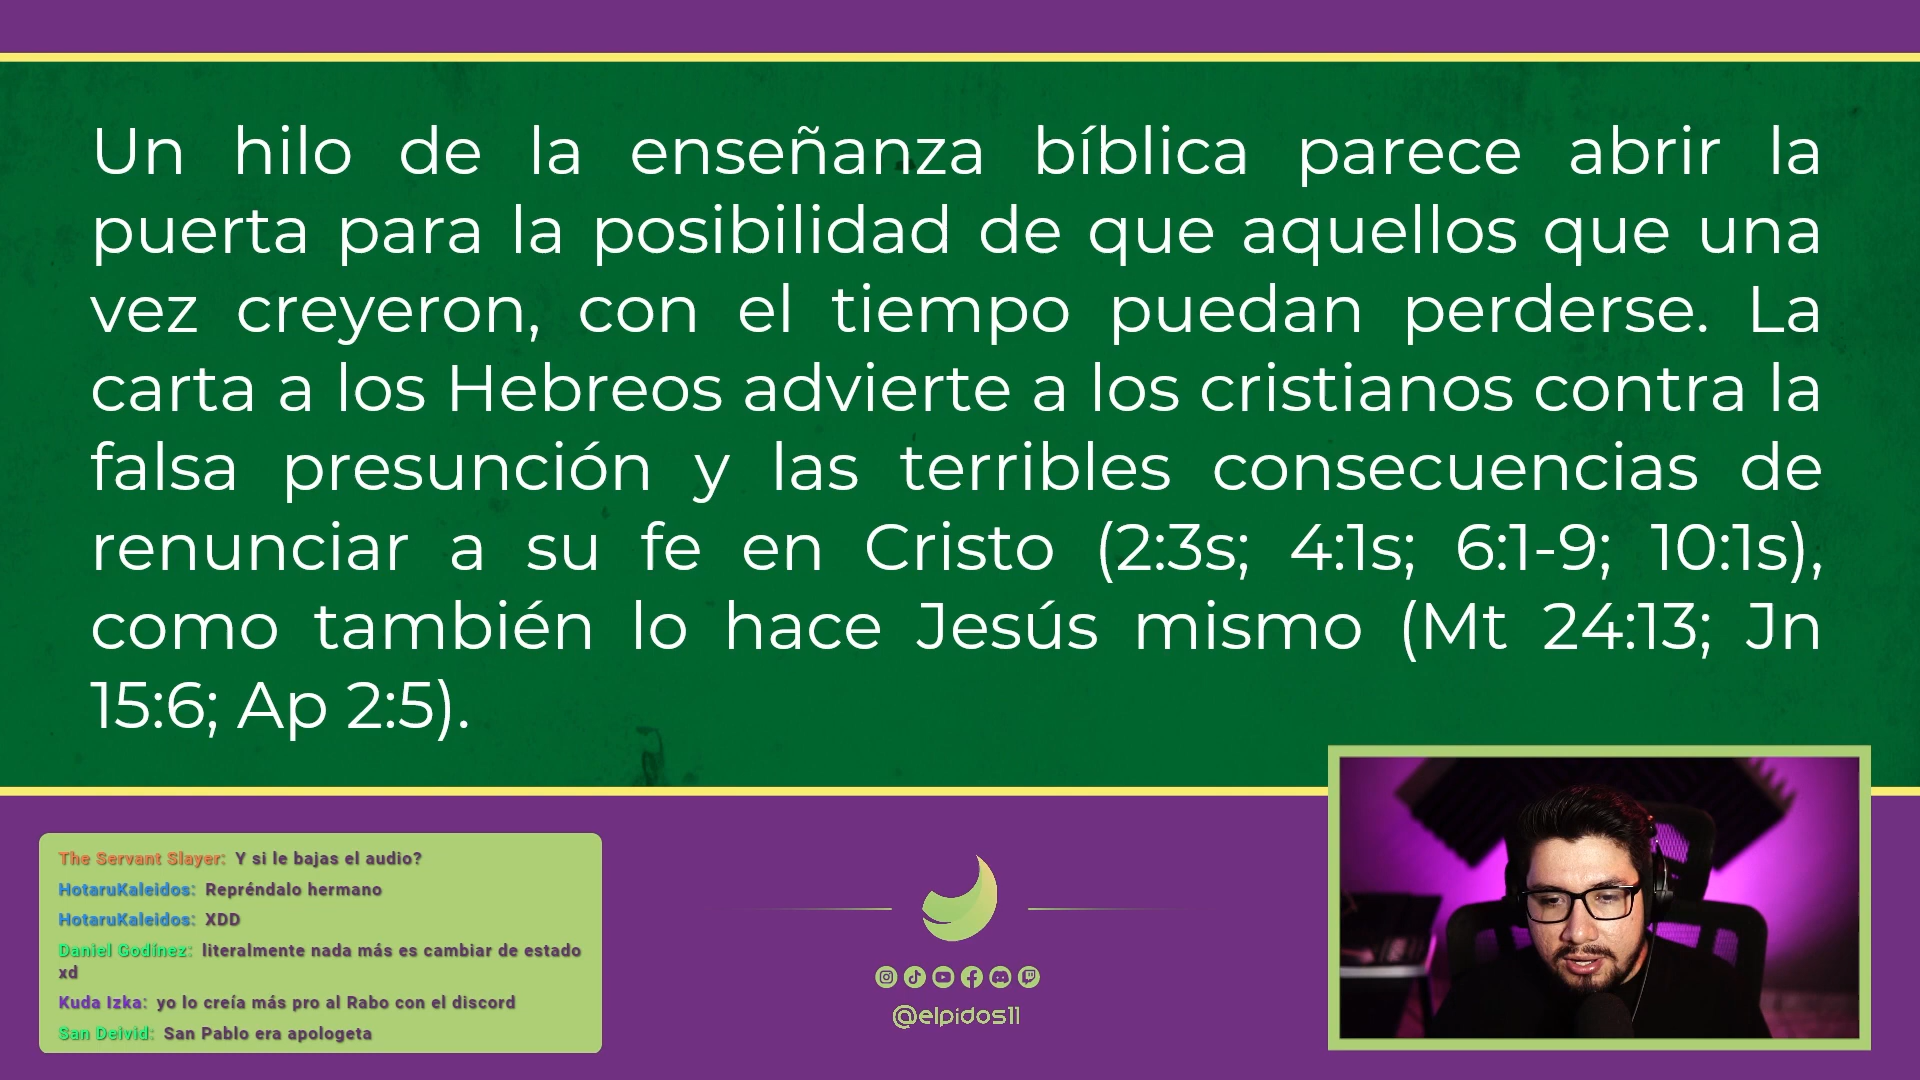 Un hilo de la enseñanza bíblica parece abrir la
puerta para la posibilidad de que aquellos que una
vez creyeron, con el tiempo puedan perderse. La
carta a los Hebreos advierte a los cristianos contra la
falsa presunción y las terribles consecuencias de
renunciar a su fe en Cristo (2:3s; 4:1s; 6:1-9; 10:1s),
como también lo hace Jesús mismo (Mt 24:13; Jn
15:6; Ap 2:5).
The Servant Slayer: Y si le bajas el audio?
HotaruKaleidos: Repréndalo hermano
HotaruKaleidos: XDD
Daniel Godínez: literalmente nada más es cambiar de estado
xd
Kuda Izka: yo lo creía más pro al Rabo con el discord
San Deivid: San Pablo era apologeta
@elpidos11